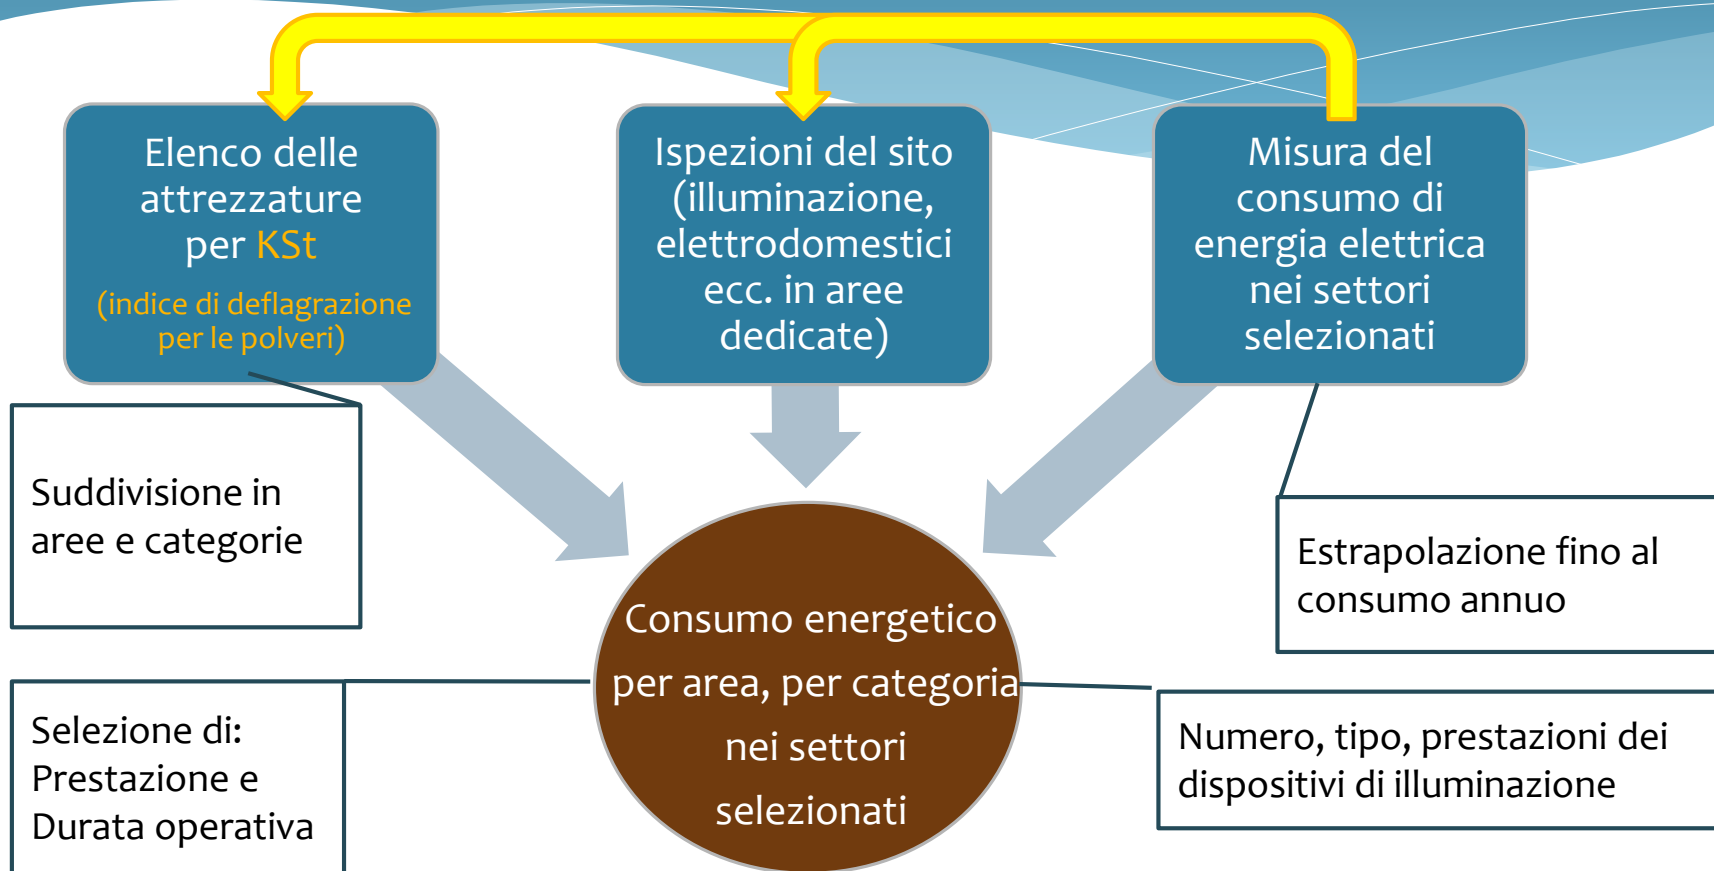 Elenco delle
attrezzature
per KSt
(indice di deflagrazione
per le polveri)
Ispezioni del sito
(illuminazione,
elettrodomestici
ecc. in aree
dedicate)
Misura del
consumo di
energia elettrica
nei settori
selezionati
Suddivisione in
aree e categorie
Estrapolazione fino al
consumo annuo
Consumo energetico
per area, per categoria
nei settori
selezionati
Selezione di:
Prestazione e
Durata operativa
Numero, tipo, prestazioni dei
dispositivi di illuminazione